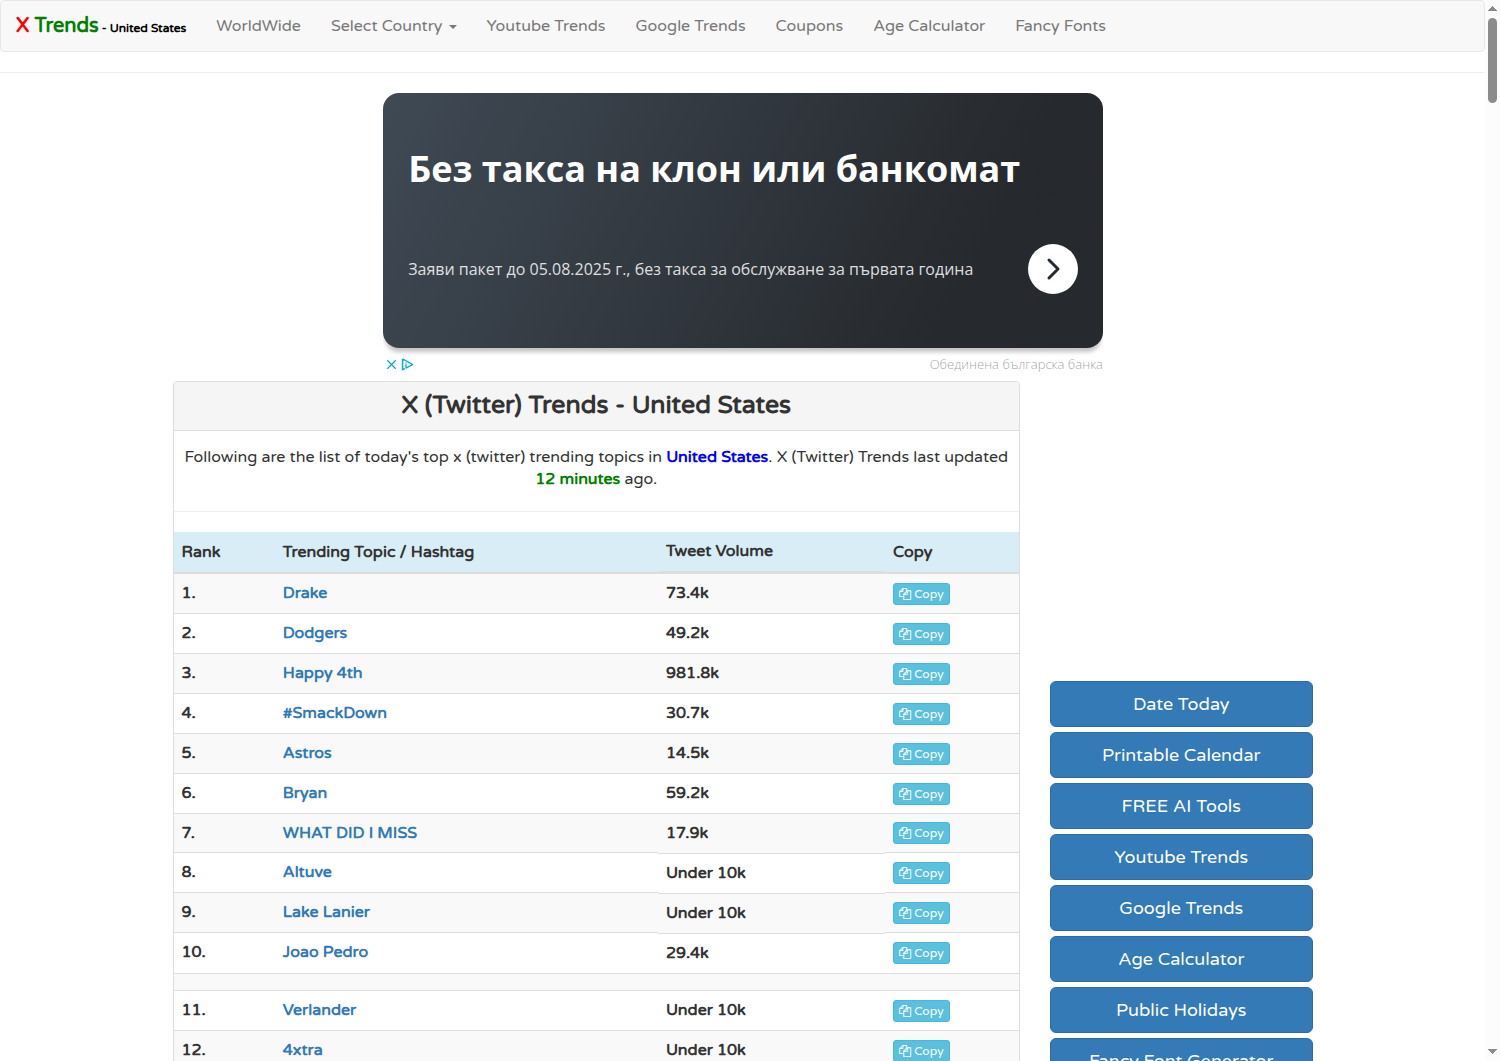 X Trends - United States
WorldWide
Select Country
Youtube Trends
Google Trends
Coupons
Age Calculator
Fancy Fonts
Без такса на клон или банкомат
Заяви пакет до 05.08.2025 г., без такса за обслужване за първата година
Обединена българска банка
X (Twitter) Trends - United States
Following are the list of today's top x (twitter) trending topics in United States. X (Twitter) Trends last updated
12 minutes ago.
Rank Trending Topic / Hashtag Tweet Volume Copy
1. Drake 73.4k Copy
2. Dodgers 49.2k Copy
3. Happy 4th 981.8k Copy
4. #SmackDown 30.7k Copy
5. Astros 14.5k Copy
6. Bryan 59.2k Copy
7. WHAT DID I MISS 17.9k Copy
8. Altuve Under 10k Copy
9. Lake Lanier Under 10k Copy
10. Joao Pedro 29.4k Copy
11. Verlander Under 10k Copy
12. 4xtra Under 10k Copy
Date Today
Printable Calendar
FREE AI Tools
Youtube Trends
Google Trends
Age Calculator
Public Holidays
Fancy Font Generator